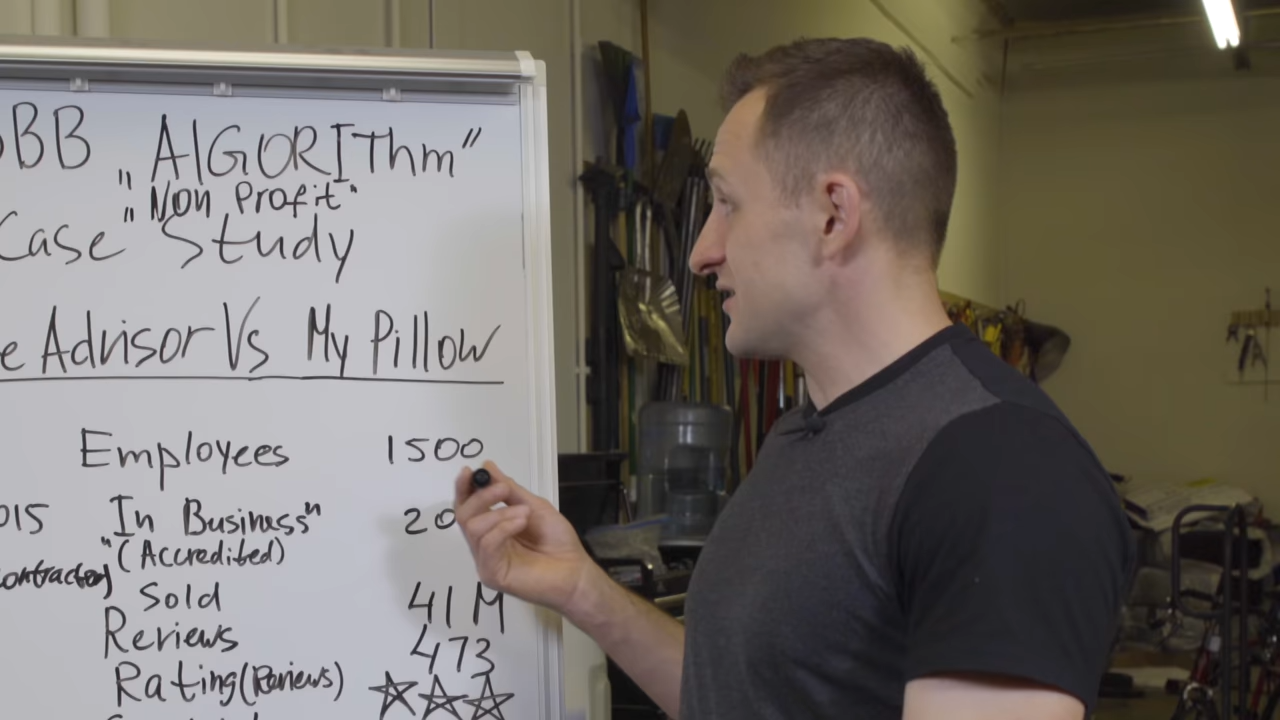 BB „ALGORIThm"
"Non Profit"
Case" Study
e Advisor Vs My Pillow
Employees 1500
015 In Business" 20
"(Accredited)
Sold 41 M
Reviews 473
Rating (Reviews)